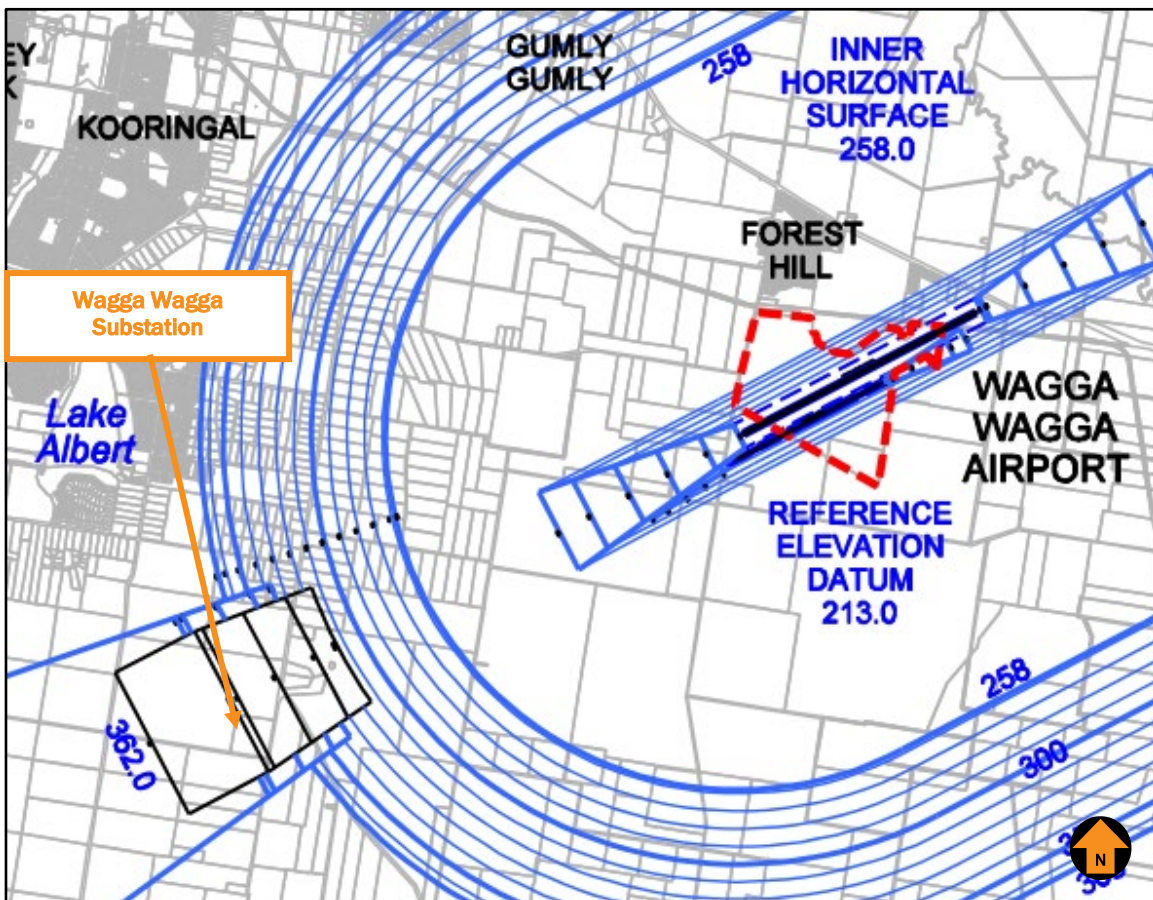 GUMLY
GUMLY
258
INNER
HORIZONTAL
SURFACE
258.0
EY
K
KOORINGAL
FOREST
HILL
Wagga Wagga
Substation
Lake
Albert
WAGGA
WAGGA
AIRPORT
REFERENCE
ELEVATION
DATUM
213.0
258
362.0
300
N